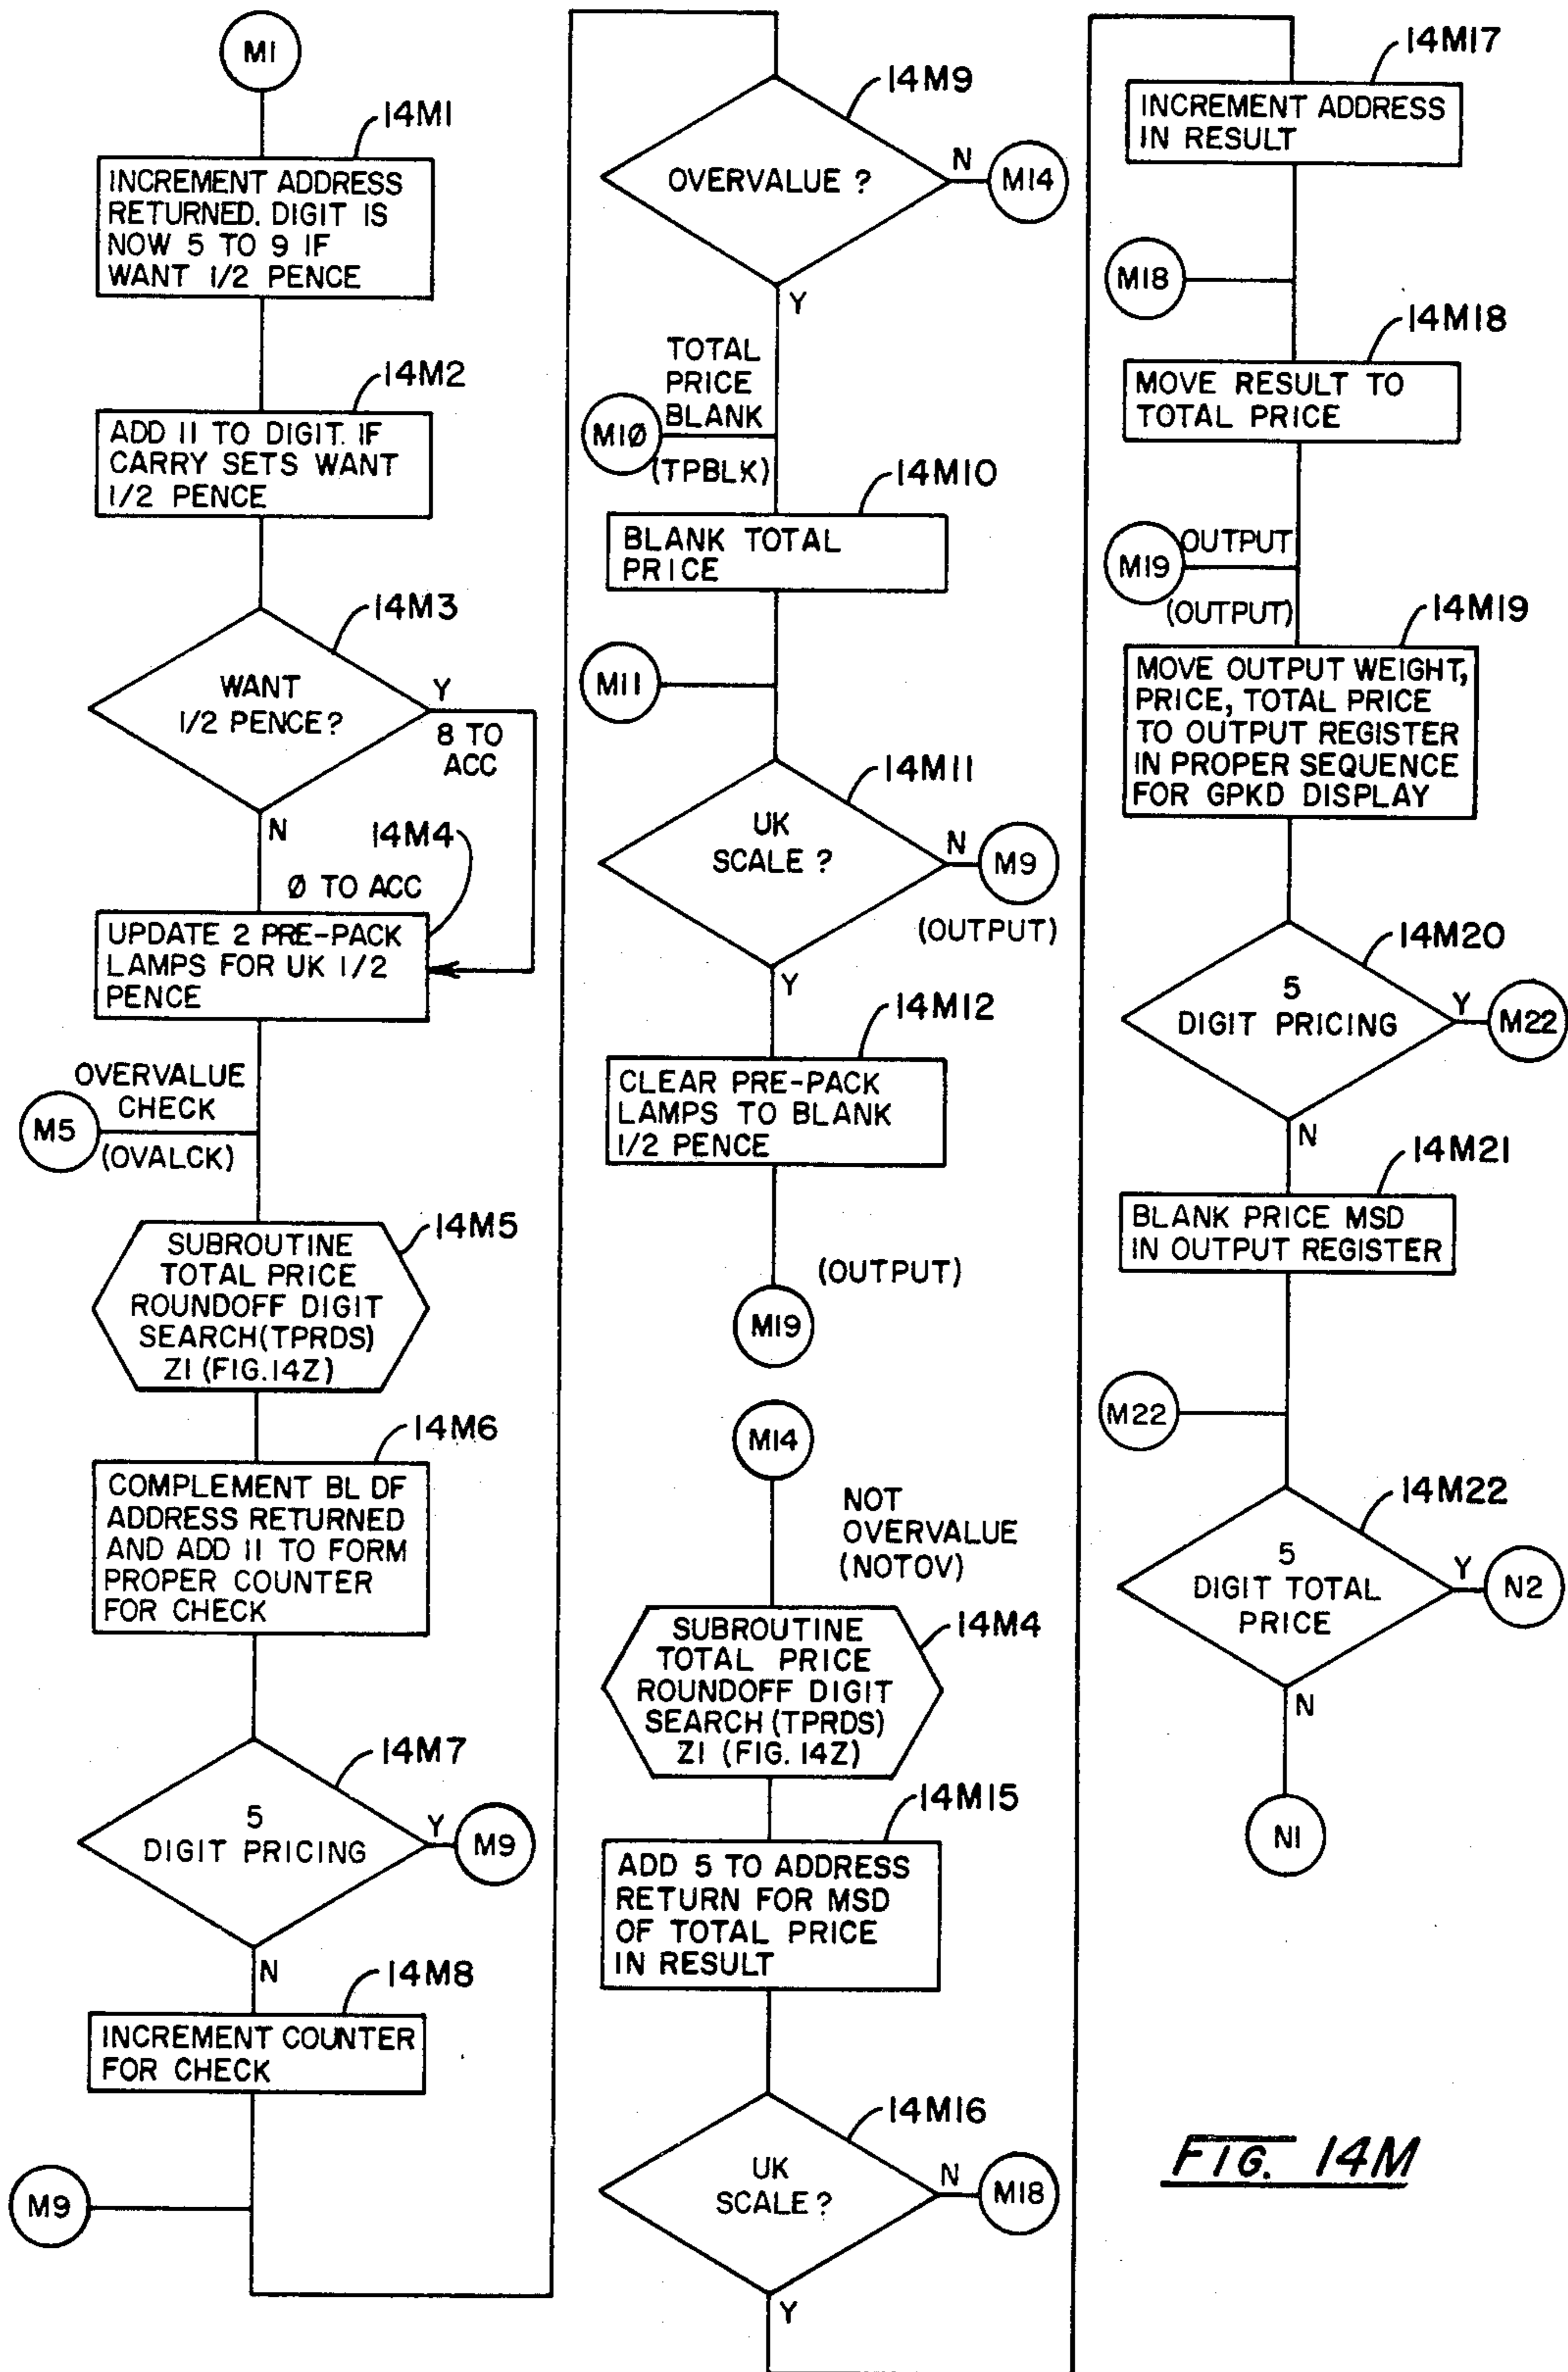 M1
14M1
INCREMENT ADDRESS
RETURNED. DIGIT IS
NOW 5 TO 9 IF
WANT 1/2 PENCE
14M2
ADD 11 TO DIGIT. IF
CARRY SETS WANT
1/2 PENCE
14M3
WANT
1/2 PENCE?
Y
8 TO
ACC
N
14M4
Ø TO ACC
UPDATE 2 PRE-PACK
LAMPS FOR UK 1/2
PENCE
OVERVALUE
CHECK
M5
(OVALCK)
14M5
SUBROUTINE
TOTAL PRICE
ROUNDOFF DIGIT
SEARCH(TPRDS)
Z1 (FIG.14Z)
14M6
COMPLEMENT BL DF
ADDRESS RETURNED
AND ADD 11 TO FORM
PROPER COUNTER
FOR CHECK
14M7
5
DIGIT PRICING
Y
M9
N
14M8
INCREMENT COUNTER
FOR CHECK
M9
14M9
OVERVALUE ?
N
M14
Y
TOTAL
PRICE
BLANK
M1Ø
(TPBLK)
14M10
BLANK TOTAL
PRICE
M11
14M11
UK
SCALE ?
N
M9
(OUTPUT)
Y
14M12
CLEAR PRE-PACK
LAMPS TO BLANK
1/2 PENCE
(OUTPUT)
M19
M14
NOT
OVERVALUE
(NOTOV)
14M4
SUBROUTINE
TOTAL PRICE
ROUNDOFF DIGIT
SEARCH (TPRDS)
Z1 (FIG. 14Z)
14M15
ADD 5 TO ADDRESS
RETURN FOR MSD
OF TOTAL PRICE
IN RESULT
14M16
UK
SCALE ?
N
M18
Y
14M17
INCREMENT ADDRESS
IN RESULT
M18
14M18
MOVE RESULT TO
TOTAL PRICE
M19
OUTPUT
(OUTPUT)
14M19
MOVE OUTPUT WEIGHT,
PRICE, TOTAL PRICE
TO OUTPUT REGISTER
IN PROPER SEQUENCE
FOR GPKD DISPLAY
14M20
5
DIGIT PRICING
Y
M22
N
14M21
BLANK PRICE MSD
IN OUTPUT REGISTER
M22
14M22
5
DIGIT TOTAL
PRICE
Y
N2
N
N1
FIG. 14M